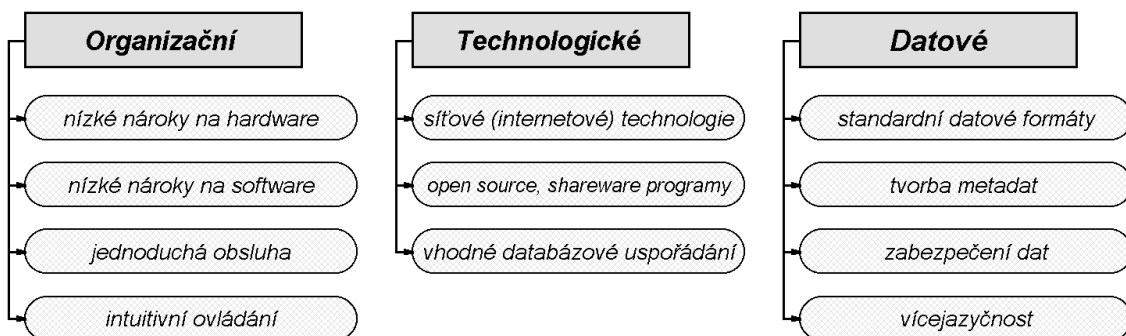 Organizační
nízké nároky na hardware
nízké nároky na software
jednoduchá obsluha
intuitivní ovládání
Technologické
síťové (internetové) technologie
open source, shareware programy
vhodné databázové uspořádání
Datové
standardní datové formáty
tvorba metadat
zabezpečení dat
vícejazyčnost